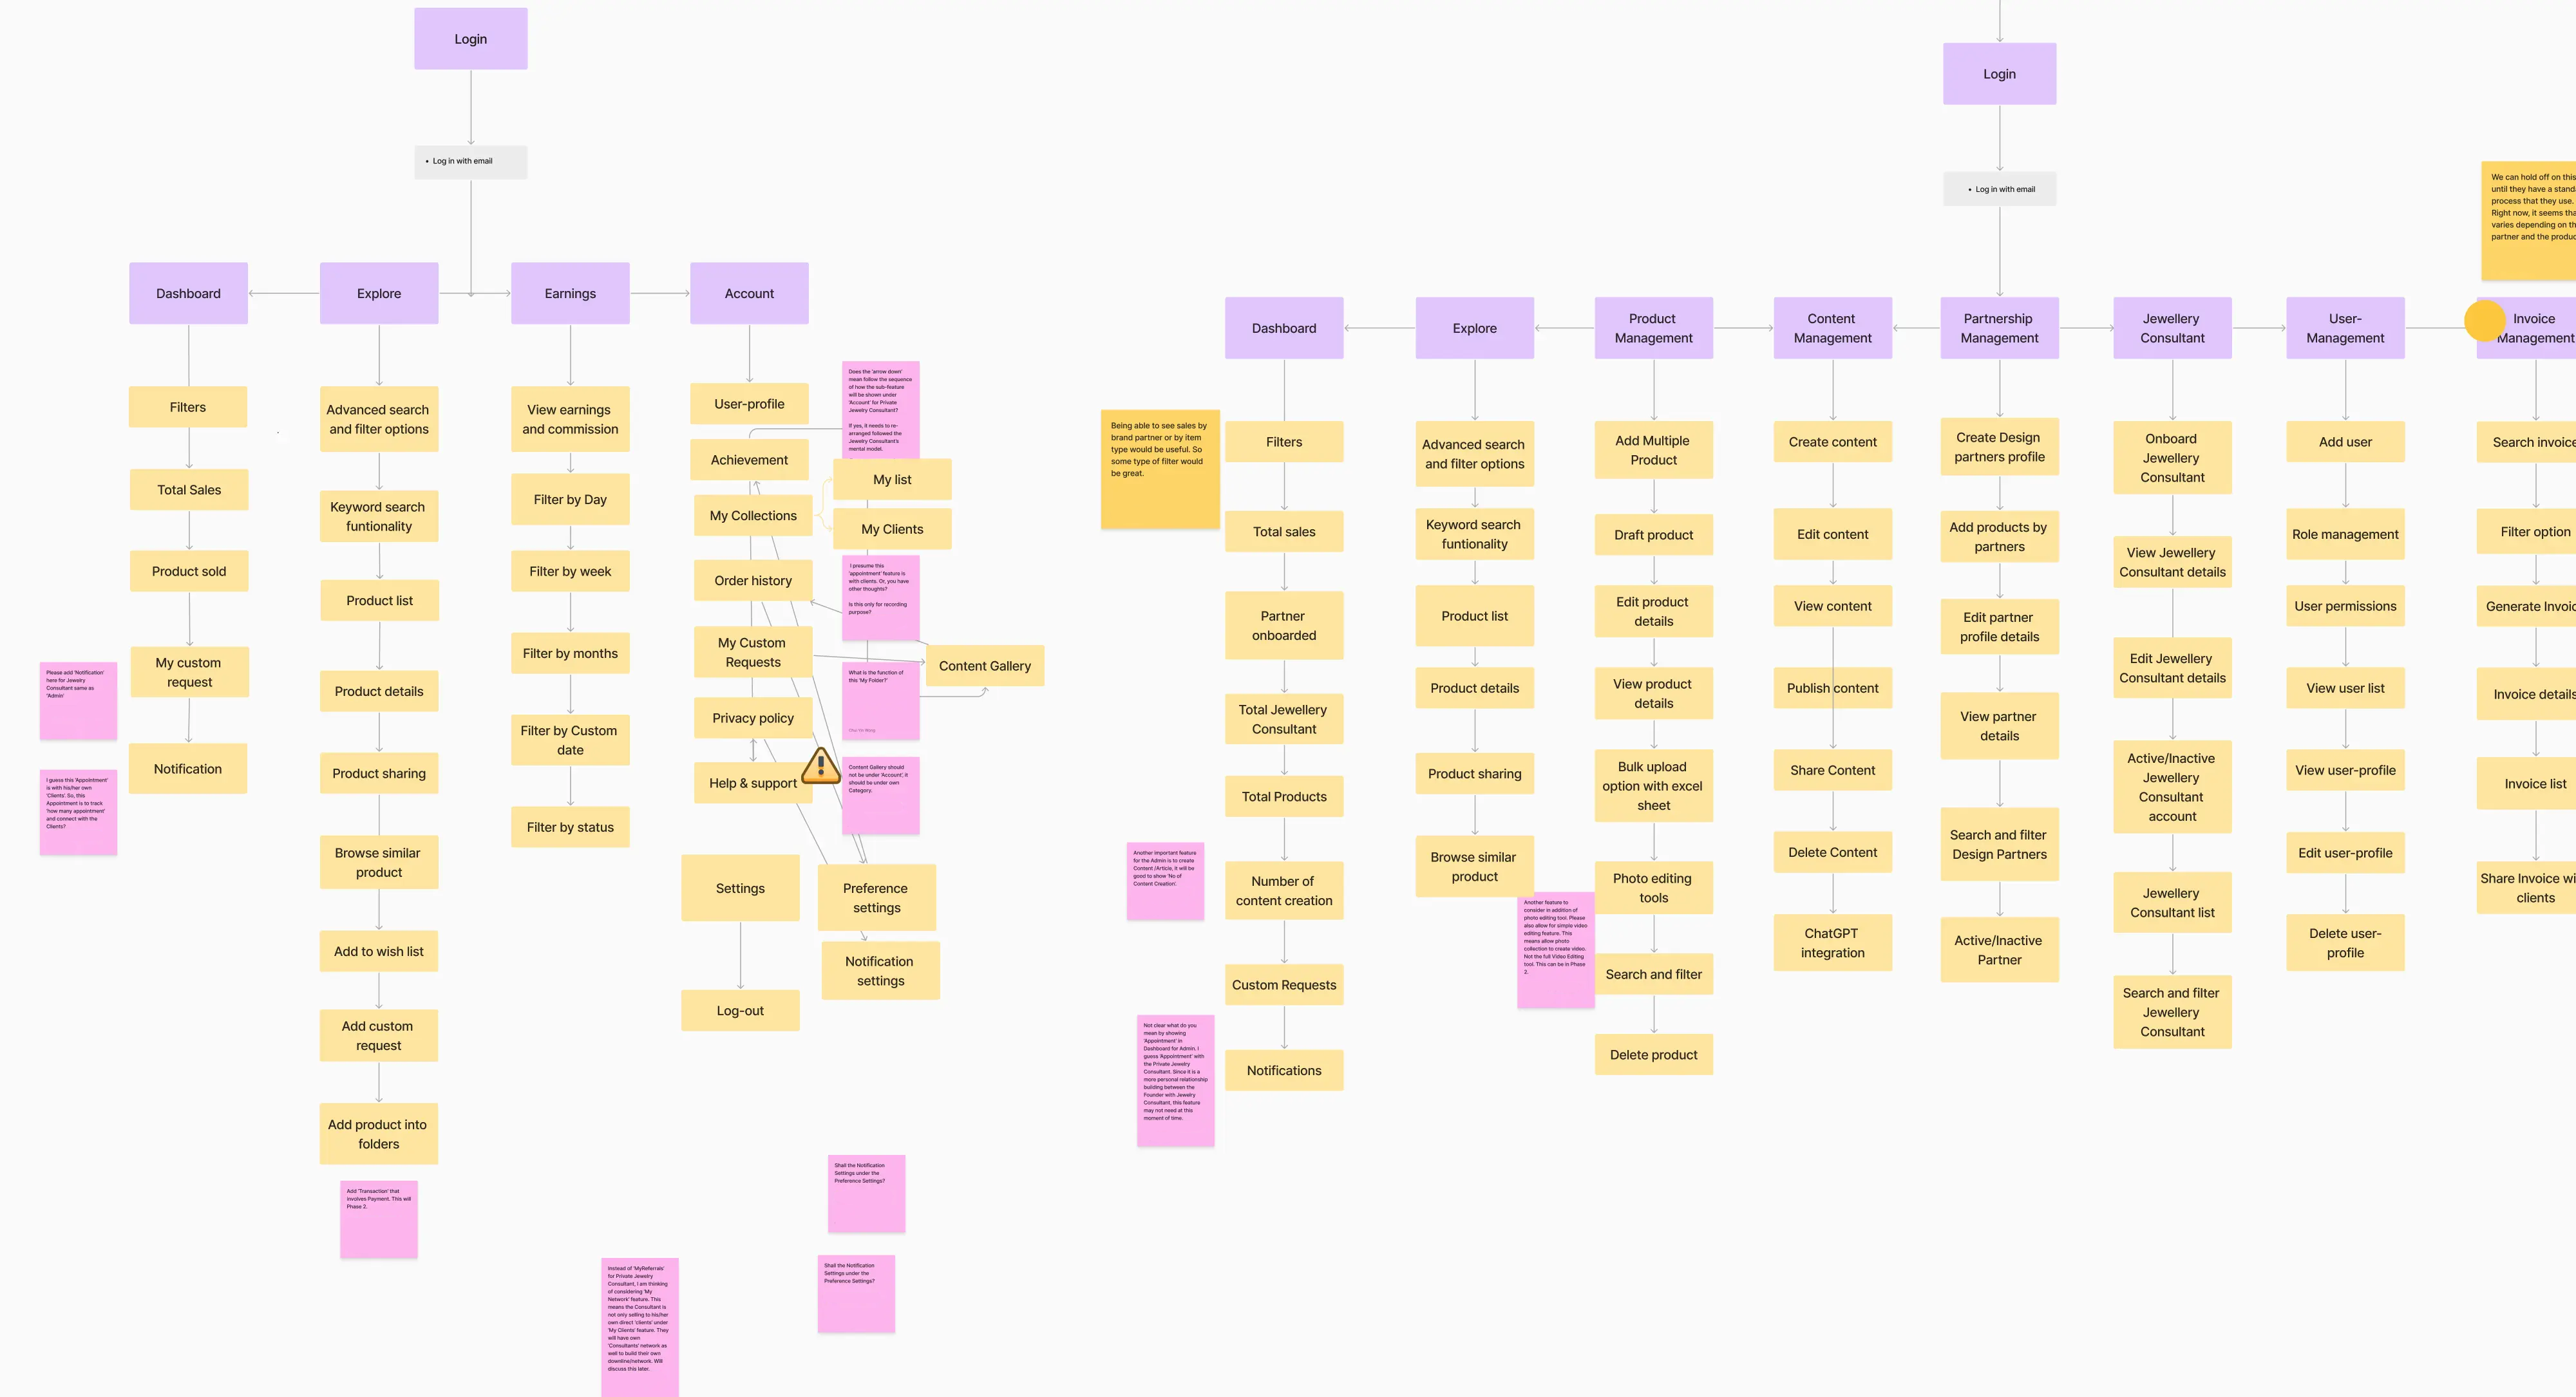 Login
• Log in with email
Dashboard
Explore
Earnings
Account
Filters
Total Sales
Product sold
My custom
request
Notification
Please add 'Notification'
here for Jewelry
Consultant same as
'Admin'
I guess this 'Appointment'
is with his/her own
'Clients'. So, this
Appointment is to track
'how many appointment'
and connect with the
Clients?
Advanced search
and filter options
Keyword search
funtionality
Product list
Product details
Product sharing
Browse similar
product
Add to wish list
Add custom
request
Add product into
folders
Add 'Transaction' that
involves Payment. This will
Phase 2.
View earnings
and commission
Filter by Day
Filter by week
Filter by months
Filter by Custom
date
Filter by status
User-profile
Achievement
My Collections
Order history
My Custom
Requests
Privacy policy
Help & support
Settings
Log-out
Does the 'arrow down'
mean follow the sequence
of how the sub-feature
will be shown under
'Account' for Private
Jewelry Consultant?
If yes, it needs to re-
arranged followed the
Jewelry Consultant's
mental model.
My list
My Clients
I presume this
'appointment' feature is
with clients. Or, you have
other thoughts?
Is this only for recording
purpose?
Content Gallery
What is the function of
this 'My Folder?'
Content Gallery should
not be under 'Account', it
should be under own
Category.
Preference
settings
Notification
settings
Shall the Notification
Settings under the
Preference Settings?
Shall the Notification
Settings under the
Preference Settings?
Instead of 'MyReferrals'
for Private Jewelry
Consultant, I am thinking
of considering 'My
Network' feature. This
means the Consultant is
not only selling to his/her
own direct 'clients' under
'My Clients' feature. They
will have own
'Consultants' network as
well to build their own
downline/network. Will
discuss this later.
Login
• Log in with email
We can hold off on this
until they have a stand
process that they use.
Right now, it seems tha
varies depending on th
partner and the produc
Dashboard
Explore
Product
Management
Content
Management
Partnership
Management
Jewellery
Consultant
User-
Management
Invoice
Management
Being able to see sales by
brand partner or by item
type would be useful. So
some type of filter would
be great.
Filters
Total sales
Partner
onboarded
Total Jewellery
Consultant
Total Products
Number of
content creation
Custom Requests
Notifications
Another important feature
for the Admin is to create
Content /Article, it will be
good to show 'No of
Content Creation'.
Not clear what do you
mean by showing
'Appointment' in
Dashboard for Admin. I
guess 'Appointment' with
the Private Jewelry
Consultant. Since it is a
more personal relationship
building between the
Founder with Jewelry
Consultant, this feature
may not need at this
moment of time.
Advanced search
and filter options
Keyword search
funtionality
Product list
Product details
Product sharing
Browse similar
product
Another feature to
consider in addition of
photo editing tool. Please
also allow for simple video
editing feature. This
means allow photo
collection to create video.
Not the full Video Editing
tool. This can be in Phase
2.
Add Multiple
Product
Draft product
Edit product
details
View product
details
Bulk upload
option with excel
sheet
Photo editing
tools
Search and filter
Delete product
Create content
Edit content
View content
Publish content
Share Content
Delete Content
ChatGPT
integration
Create Design
partners profile
Add products by
partners
Edit partner
profile details
View partner
details
Search and filter
Design Partners
Active/Inactive
Partner
Onboard
Jewellery
Consultant
View Jewellery
Consultant details
Edit Jewellery
Consultant details
Active/Inactive
Jewellery
Consultant
account
Jewellery
Consultant list
Search and filter
Jewellery
Consultant
Add user
Role management
User permissions
View user list
View user-profile
Edit user-profile
Delete user-
profile
Search invoice
Filter option
Generate Invoic
Invoice details
Invoice list
Share Invoice wi
clients